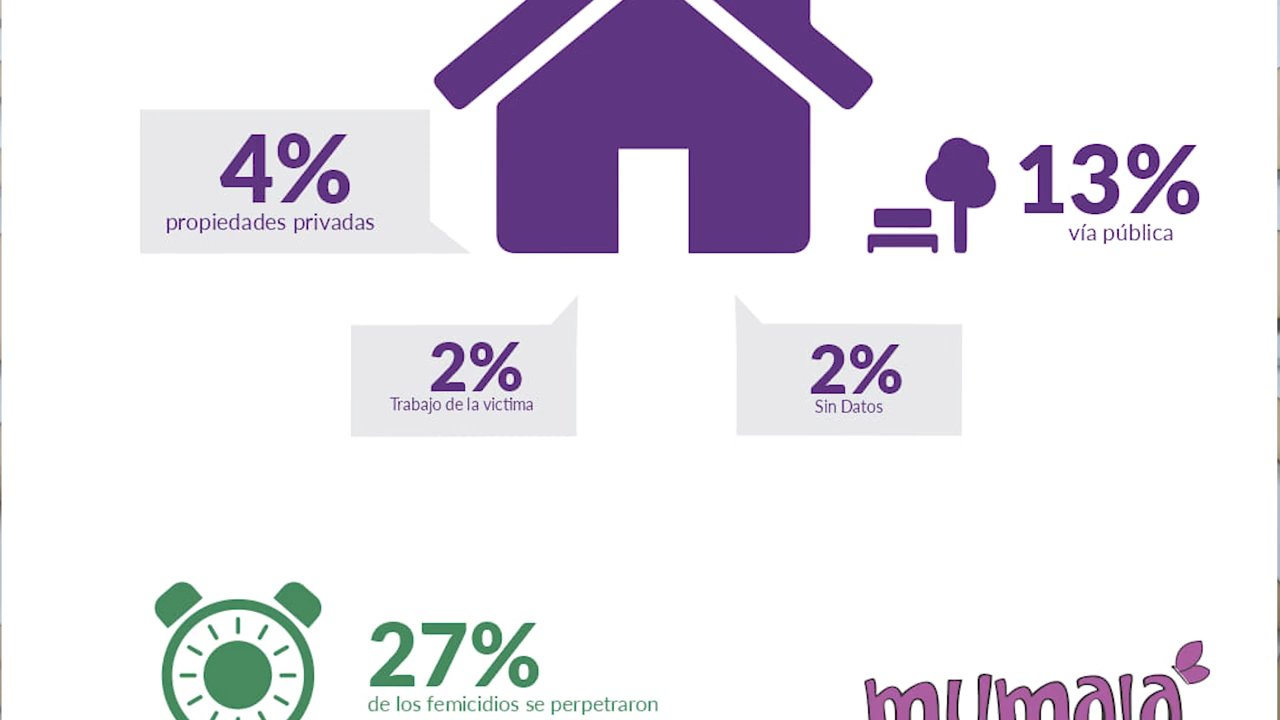 4%
propiedades privadas
13%
vía pública
2%
Trabajo de la victima
2%
Sin Datos
27%
de los femicidios se perpetraron
mumala